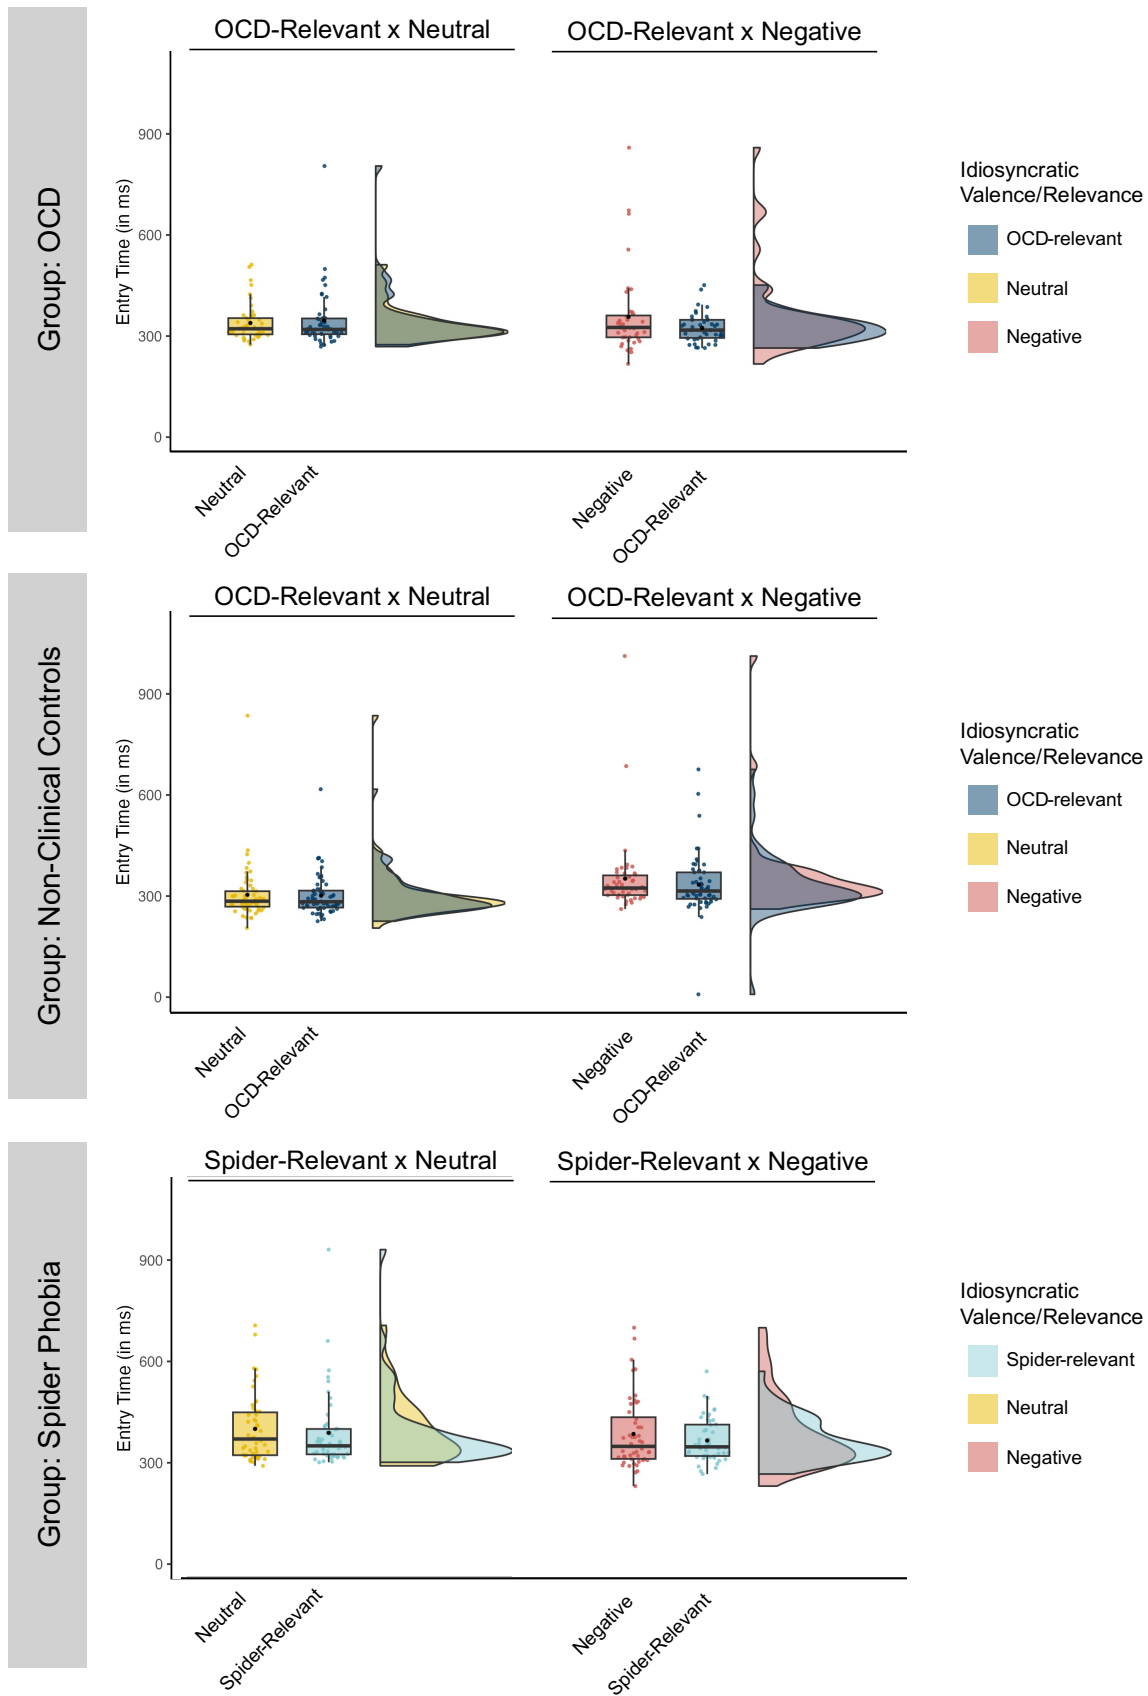 Group: OCD
OCD-Relevant x Neutral
OCD-Relevant x Negative
Entry Time (in ms)
900
600
300
0
Neutral
OCD-Relevant
Negative
OCD-Relevant
Idiosyncratic
Valence/Relevance
OCD-relevant
Neutral
Negative
Group: Non-Clinical Controls
OCD-Relevant x Neutral
OCD-Relevant x Negative
Entry Time (in ms)
900
600
300
0
Neutral
OCD-Relevant
Negative
OCD-Relevant
Idiosyncratic
Valence/Relevance
OCD-relevant
Neutral
Negative
Group: Spider Phobia
Spider-Relevant x Neutral
Spider-Relevant x Negative
Entry Time (in ms)
900
600
300
0
Neutral
Spider-Relevant
Negative
Spider-Relevant
Idiosyncratic
Valence/Relevance
Spider-relevant
Neutral
Negative